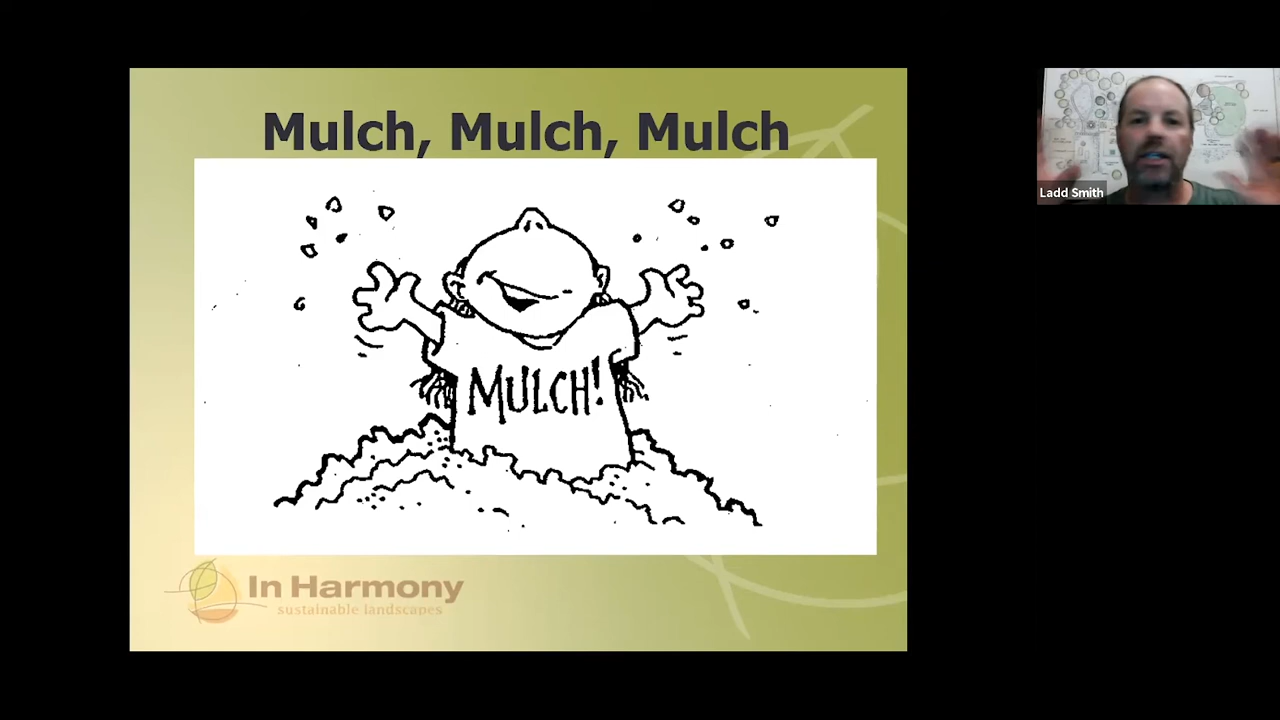 Mulch, Mulch, Mulch
MULCH!
In Harmony
sustainable landscapes
Ladd Smith